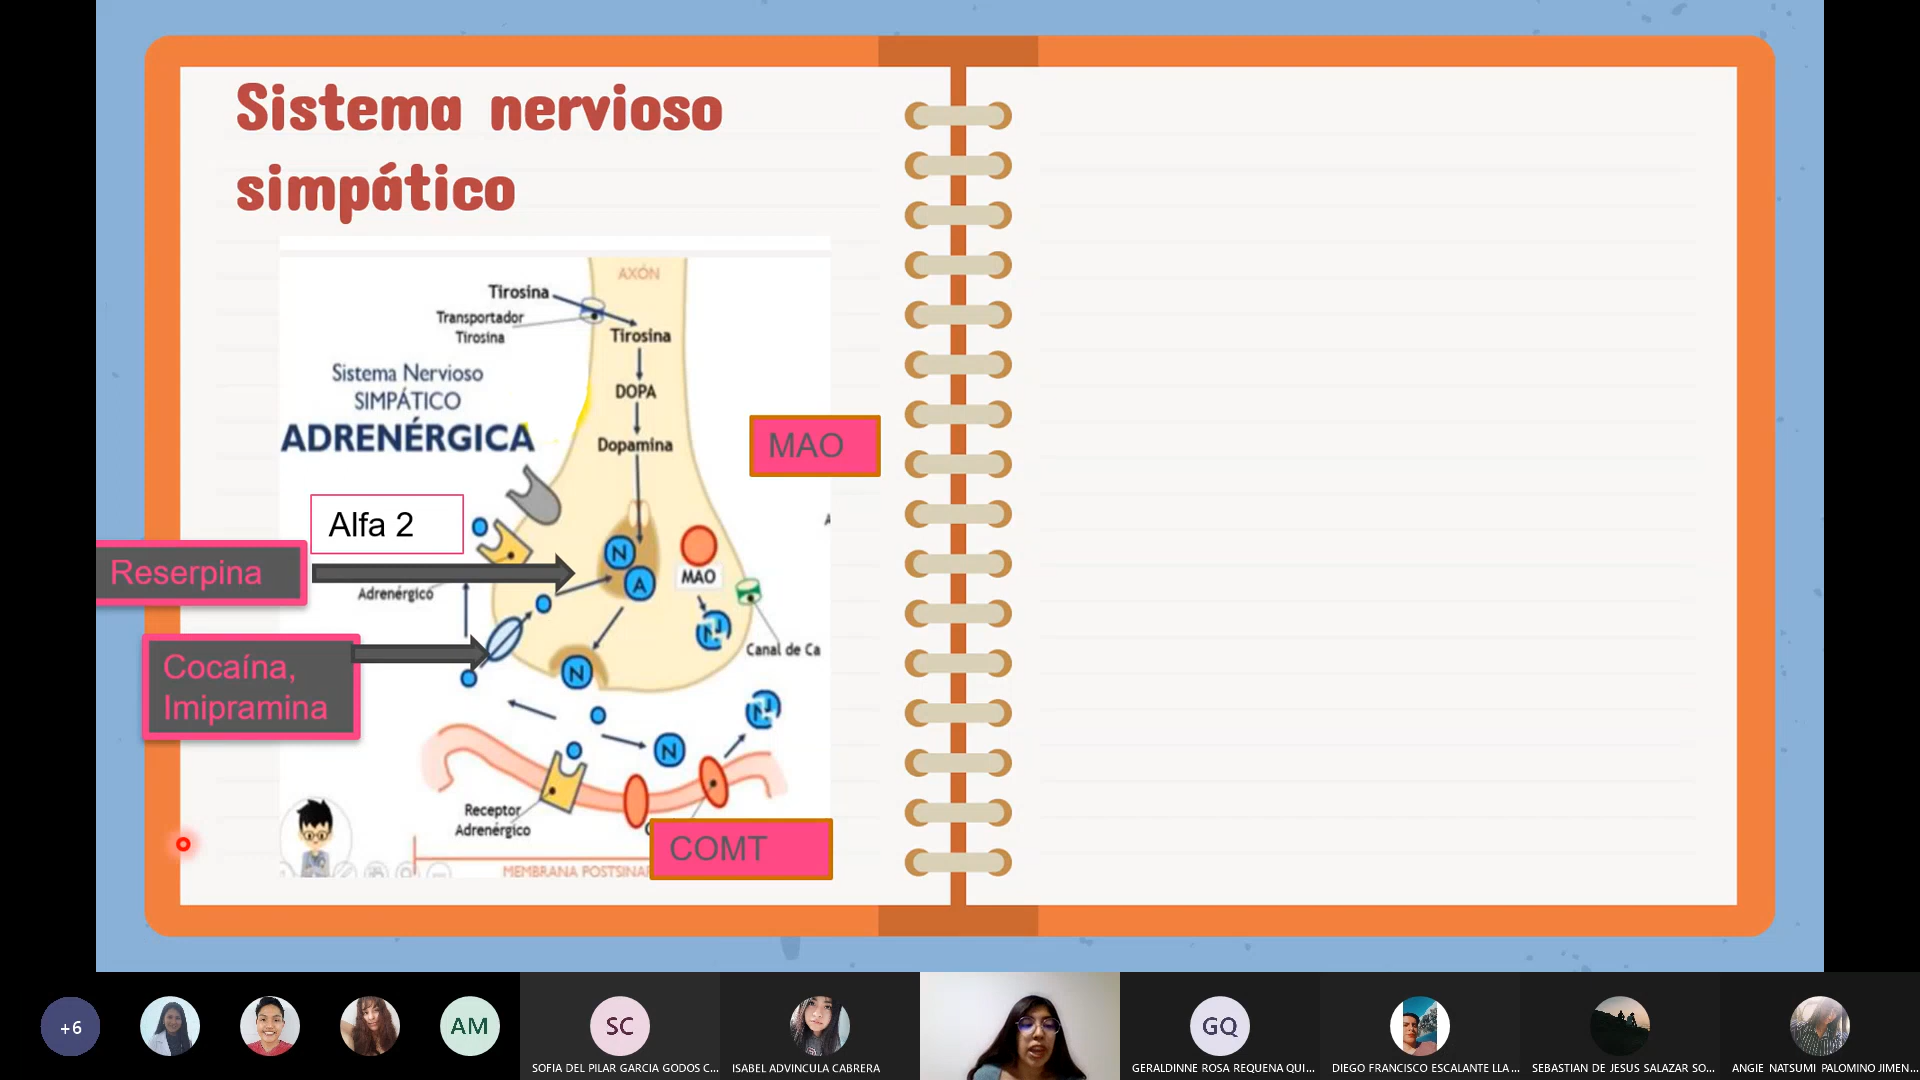 Sistema nervioso
simpático
AXÓN
Tirosina
Transportador
Tirosina
Tirosina
Sistema Nervioso
SIMPÁTICO
ADRENÉRGICA
DOPA
Dopamina
MAO
Alfa 2
Reserpina
Adrenérgico
N
A
MAO
N
Canal de Ca
Cocaína,
Imipramina
N
N
N
Receptor
Adrenérgico
COMT
MEMBRANA POSTSINA
+6
AM
SC
GQ
SOFIA DEL PILAR GARCIA GODOS C...
ISABEL ADVINCULA CABRERA
GERALDINNE ROSA REQUENA QUI...
DIEGO FRANCISCO ESCALANTE LLA...
SEBASTIAN DE JESUS SALAZAR SO...
ANGIE NATSUMI PALOMINO JIMEN...